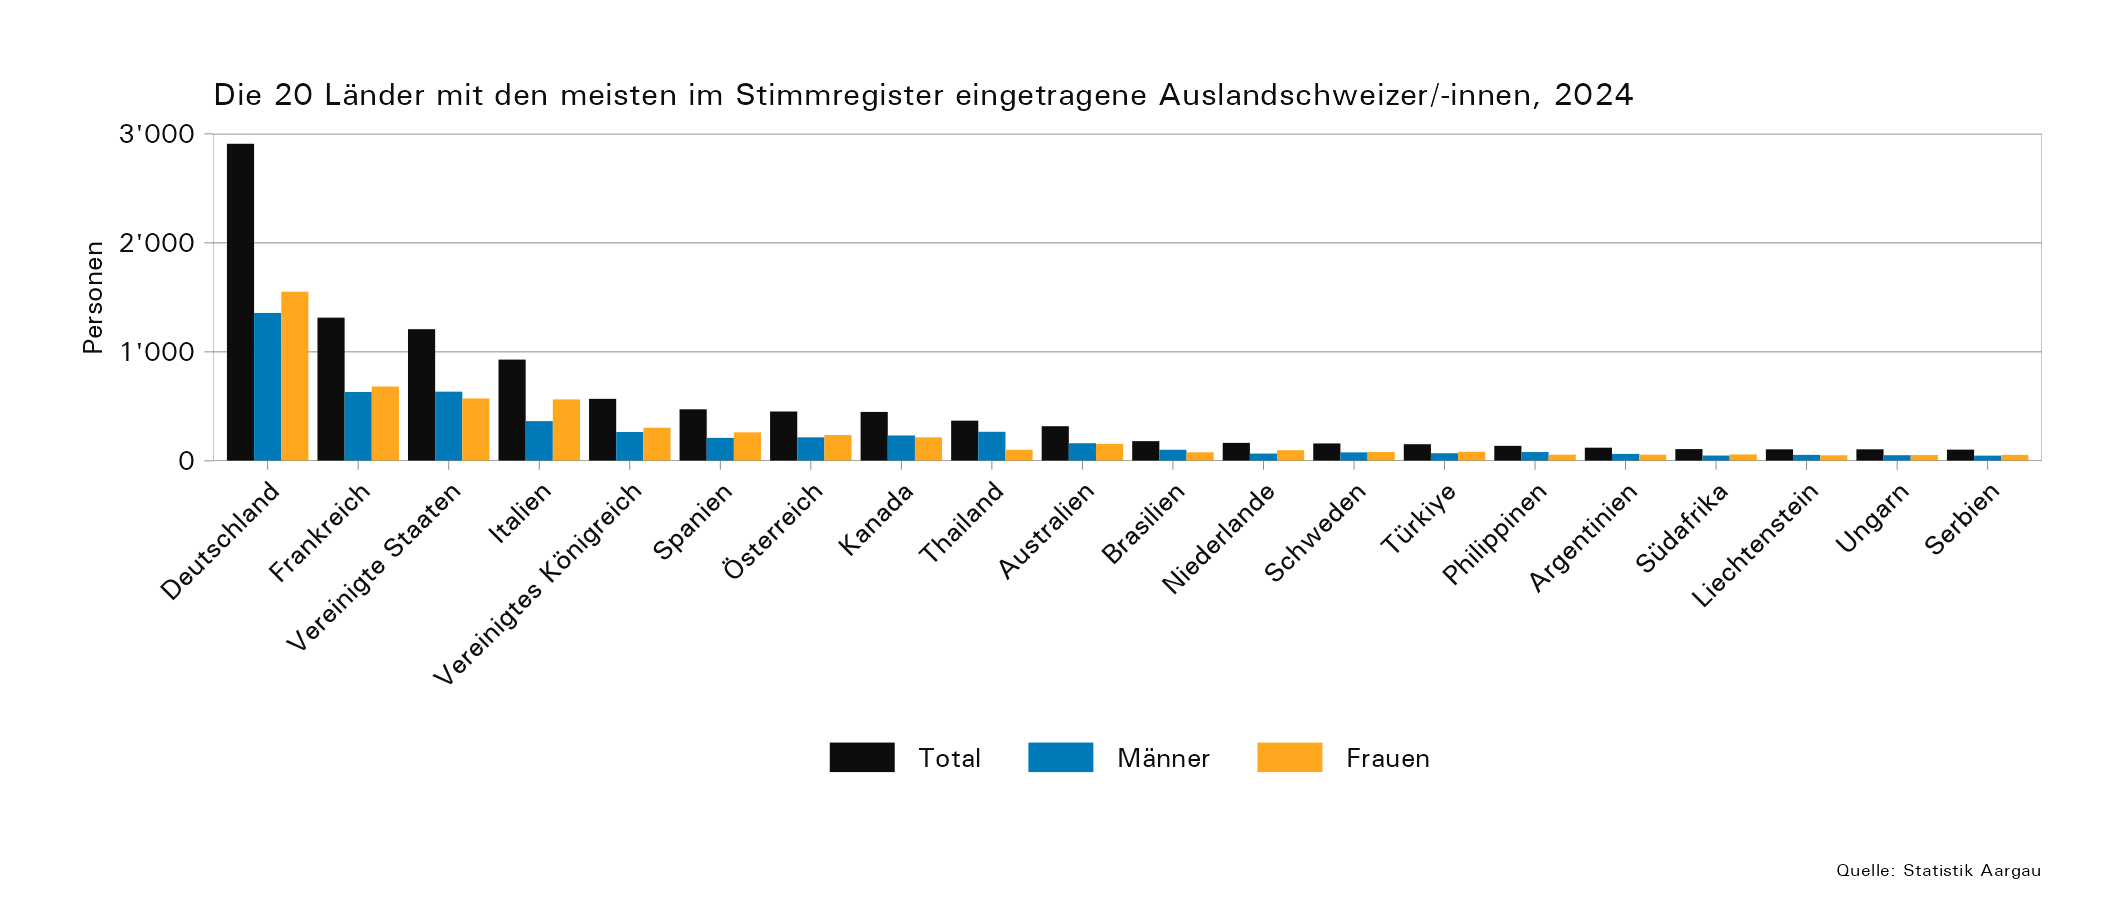 Die 20 Länder mit den meisten im Stimmregister eingetragene Auslandschweizer/-innen, 2024
3'000
2'000
1'000
0
Personen
Deutschland
Frankreich
Vereinigte Staaten
Italien
Vereinigtes Königreich
Spanien
Österreich
Kanada
Thailand
Australien
Brasilien
Niederlande
Schweden
Türkiye
Philippinen
Argentinien
Südafrika
Liechtenstein
Ungarn
Serbien
Total
Männer
Frauen
Quelle: Statistik Aargau